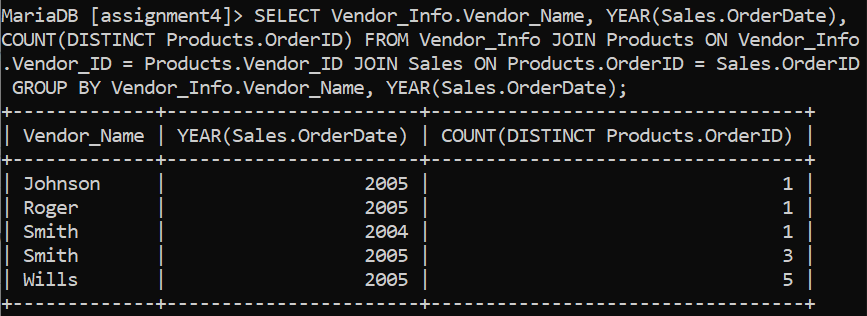 MariaDB [assignment4]> SELECT Vendor_Info.Vendor_Name, YEAR(Sales.OrderDate),
COUNT(DISTINCT Products.OrderID) FROM Vendor_Info JOIN Products ON Vendor_Info
.Vendor_ID = Products.Vendor_ID JOIN Sales ON Products.OrderID = Sales.OrderID
 GROUP BY Vendor_Info.Vendor_Name, YEAR(Sales.OrderDate);
+-------------+------------------------+----------------------------------+
| Vendor_Name | YEAR(Sales.OrderDate) | COUNT(DISTINCT Products.OrderID) |
+-------------+------------------------+----------------------------------+
| Johnson | 2005 | 1 |
| Roger | 2005 | 1 |
| Smith | 2004 | 1 |
| Smith | 2005 | 3 |
| Wills | 2005 | 5 |
+-------------+------------------------+----------------------------------+